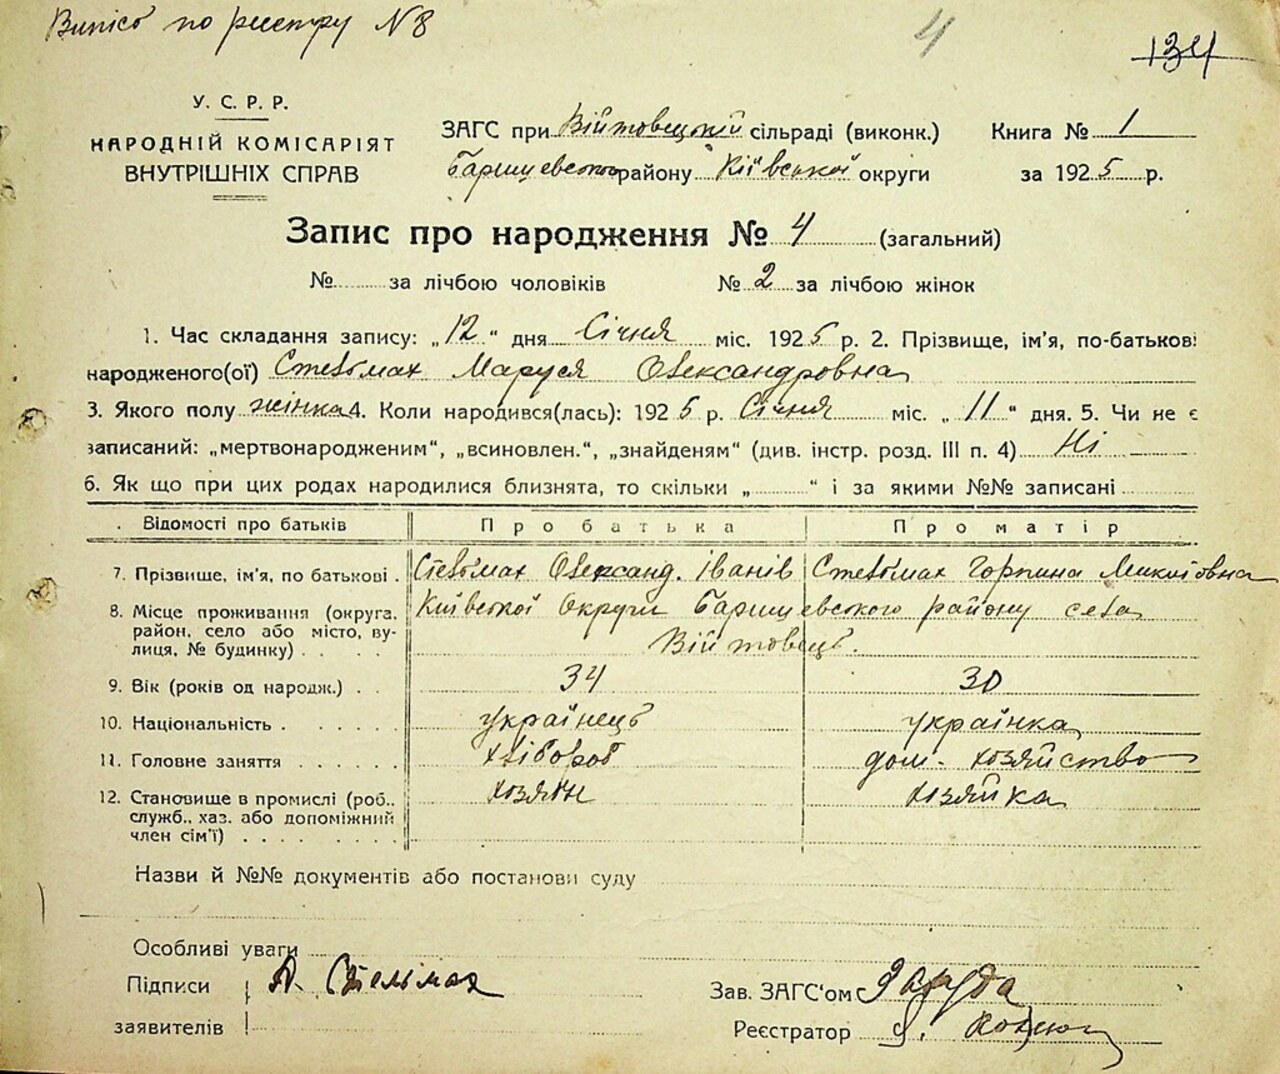 Випісь по реєстру N 8
4
134
У. С. Р. Р.
НАРОДНІЙ КОМІСАРІЯТ
ВНУТРІШНІХ СПРАВ
ЗАГС при Війтовецькій сільраді (виконк.) Книга № 1
Баришевського району Київської округи за 1925 р.
Запис про народження № 4 (загальний)
№ за лічбою чоловіків № 2 за лічбою жінок
1. Час складання запису: „12“ дня Січня міс. 1925 р. 2. Прізвище, ім'я, по-батькові
народженого(ої) Стельмах Маруся Олександровна
3. Якого полу жінка 4. Коли народився(лась): 1925 р. Січня міс. „11“ дня. 5. Чи не є
записаний: „мертвонародженим“, „всиновлен.“, „знайденям“ (див. інстр. розд. III п. 4) Ні
6. Як що при цих родах народилися близнята, то скільки „ “ і за якими №№ записані
Відомості про батьків Про батька Про матір
7. Прізвище, ім'я, по батькові Стельмах Олександ. Іванів Стельмах Горпина Миколовна
8. Місце проживання (округа, Київської Округи Баришевського району села
район, село або місто, ву- Війтовець.
лиця, № будинку)
9. Вік (років од народж.) 34 30
10. Національність українець українка
11. Головне заняття хлібороб дом. хозяйство
12. Становище в промислі (роб., хозяїн хозяйка
служб., хаз. або допоміжний
член сім'ї)
Назви й №№ документів або постанови суду
Особливі уваги
Підписи А. Стельмах Зав. ЗАГС'ом
заявителів Реєстратор